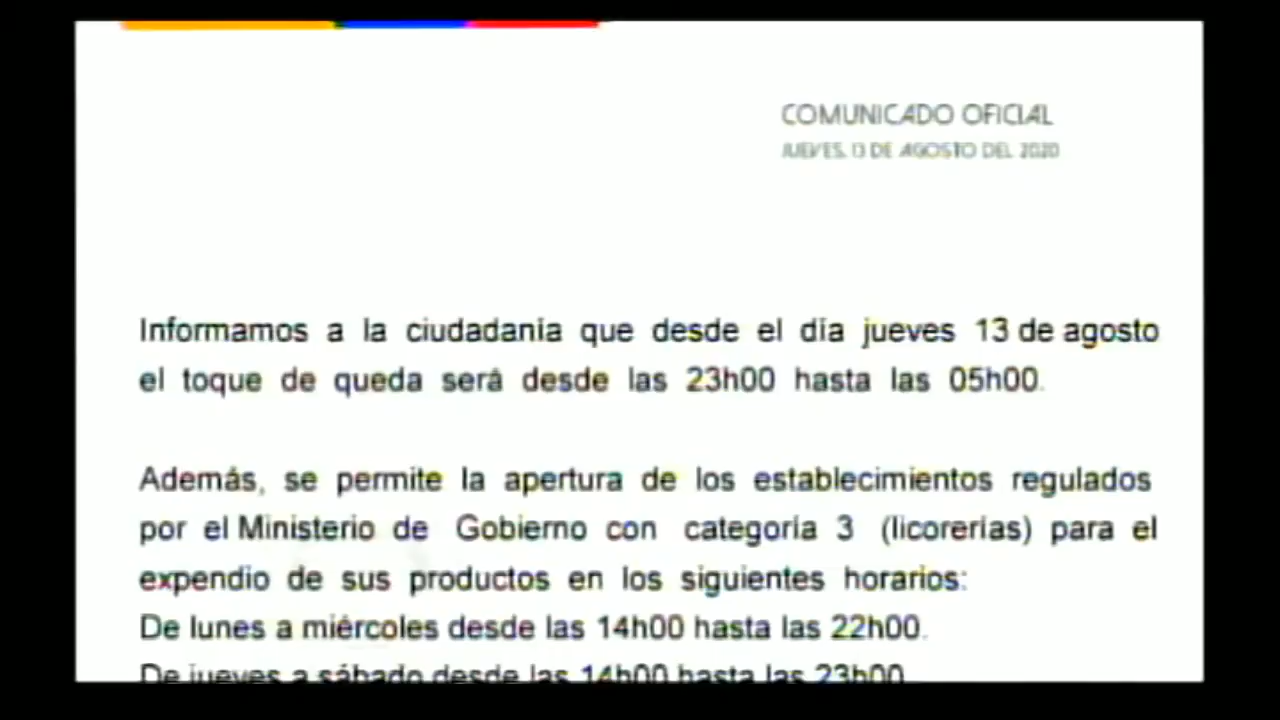 COMUNICADO OFICIAL
JUEVES, 13 DE AGOSTO DEL 2020
Informamos a la ciudadanía que desde el día jueves 13 de agosto
el toque de queda será desde las 23h00 hasta las 05h00.
Además, se permite la apertura de los establecimientos regulados
por el Ministerio de Gobierno con categoría 3 (licorerías) para el
expendio de sus productos en los siguientes horarios:
De lunes a miércoles desde las 14h00 hasta las 22h00.
De jueves a sábado desde las 14h00 hasta las 23h00